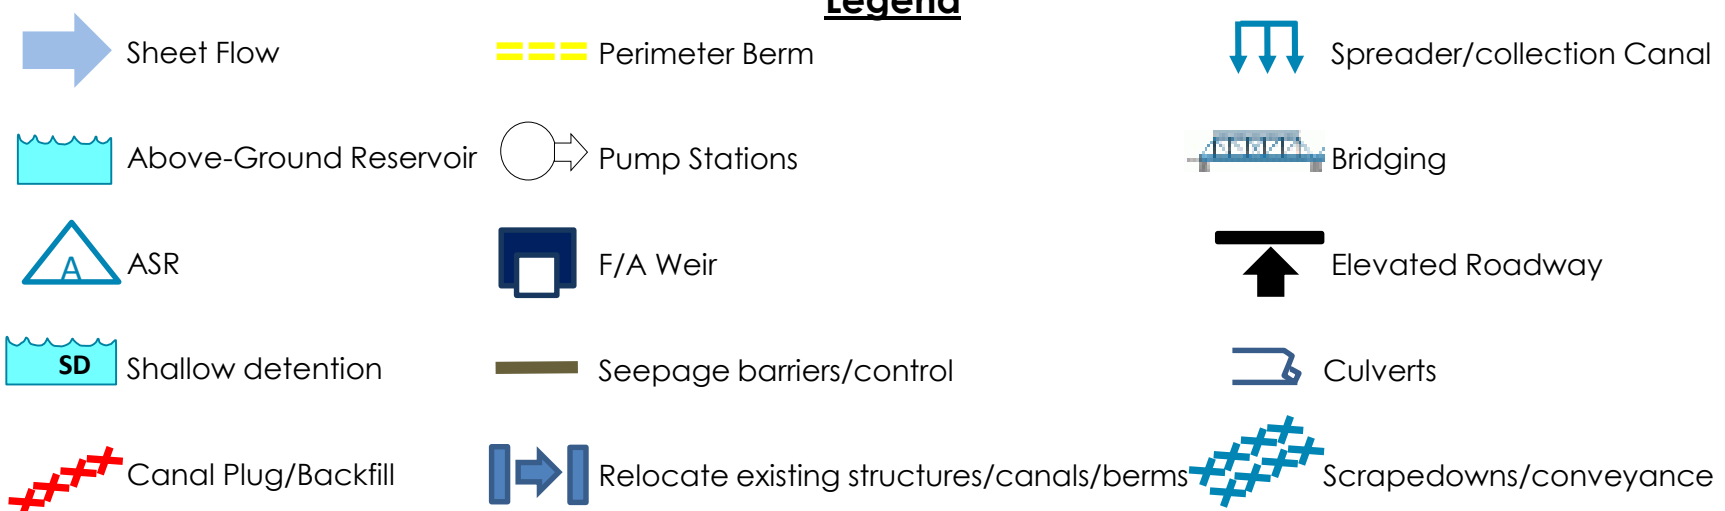 Legend
Sheet Flow
Perimeter Berm
Spreader/collection Canal
Above-Ground Reservoir
Pump Stations
Bridging
A
ASR
F/A Weir
Elevated Roadway
SD
Shallow detention
Seepage barriers/control
Culverts
Canal Plug/Backfill
Relocate existing structures/canals/berms
Scrapedowns/conveyance